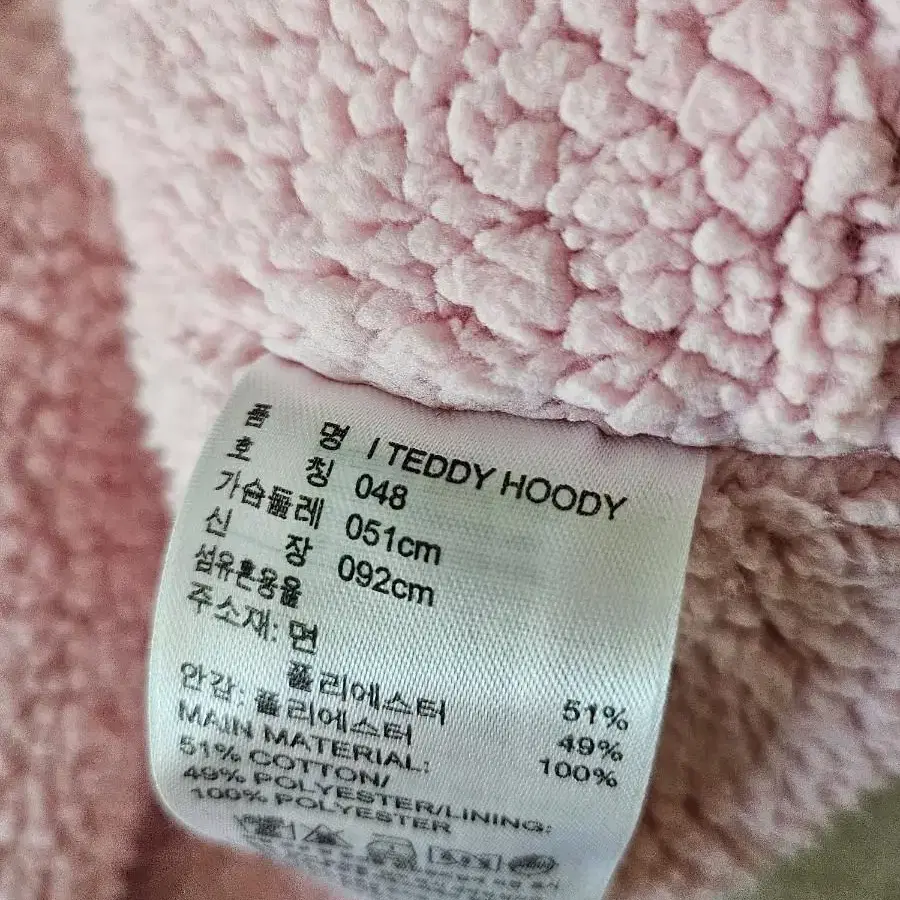 품 명 I TEDDY HOODY
호 칭 048
가슴둘레 051cm
신 장 092cm
섬유혼용율
주소재: 면 51%
폴리에스터 49%
안감: 폴리에스터 100%
MAIN MATERIAL:
51% COTTON/
49% POLYESTER/LINING:
100% POLYESTER